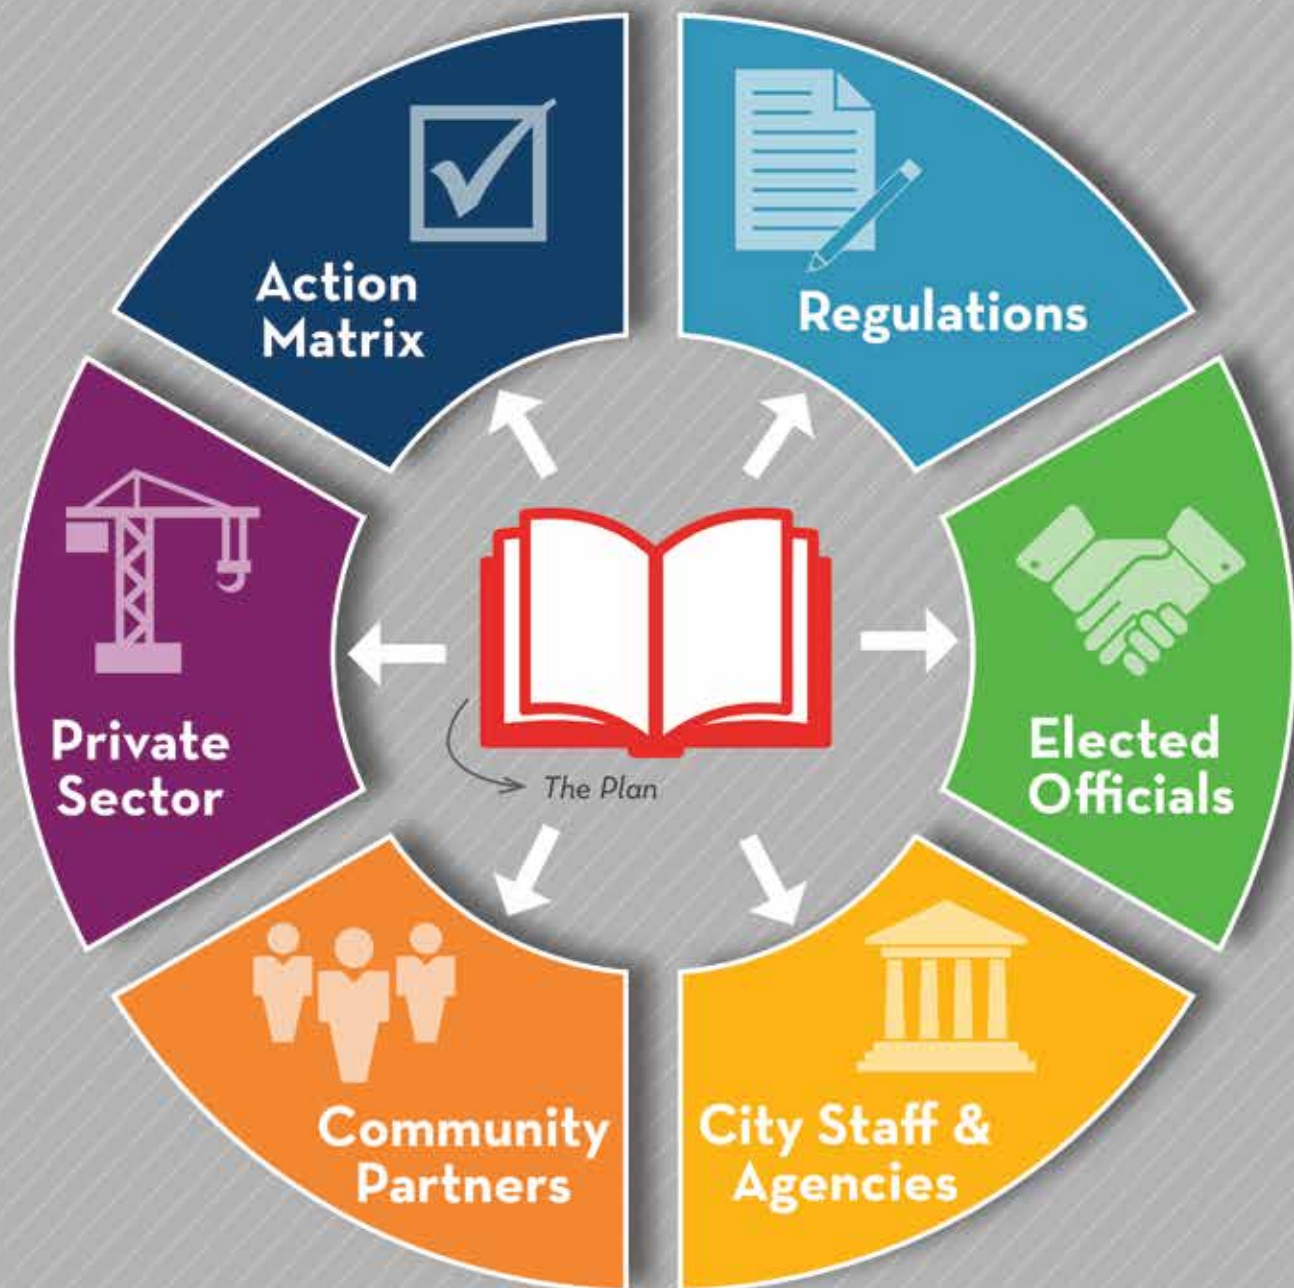 Action
Matrix
Regulations
Private
Sector
Elected
Officials
The Plan
Community
Partners
City Staff &
Agencies